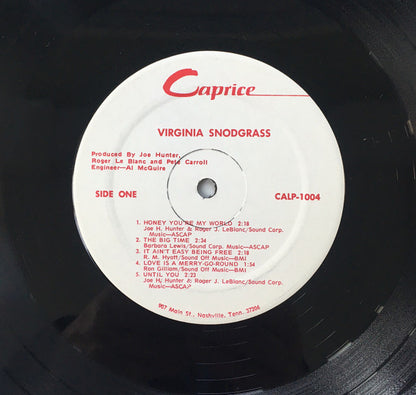 Caprice
VIRGINIA SNODGRASS
Produced By Joe Hunter,
Roger Le Blanc and Pete Carroll
Engineer—Al McGuire
SIDE ONE
CALP-1004
1. HONEY YOU'RE MY WORLD 2:18
Joe H. Hunter & Roger J. LeBlanc/Sound Corp.
Music—ASCAP
2. THE BIG TIME 2:34
Barbara Lewis/Sound Corp. Music—ASCAP
3. IT AIN'T EASY BEING FREE 2:18
R. M. Hyatt/Sound Off Music—BMI
4. LOVE IS A MERRY-GO-ROUND 1:54
Ron Gilliam/Sound Off Music—BMI
5. UNTIL YOU 2:23
Joe H. Hunter & Roger J. LeBlanc/Sound Corp.
Music—ASCAP
907 Main St., Nashville, Tenn. 37206